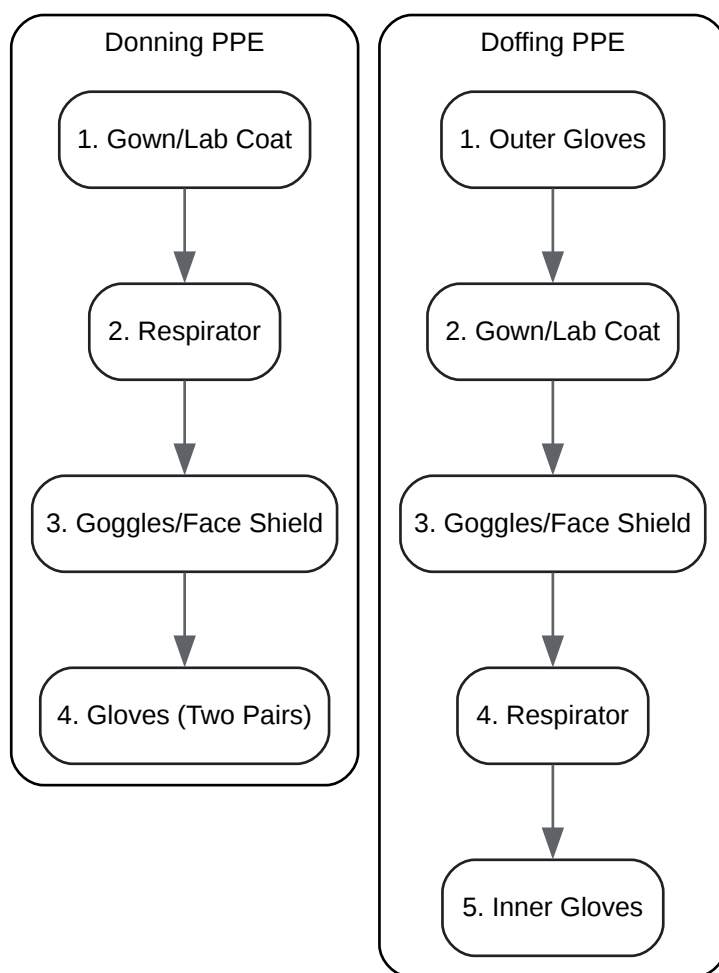 Donning PPE
1. Gown/Lab Coat
2. Respirator
3. Goggles/Face Shield
4. Gloves (Two Pairs)
Doffing PPE
1. Outer Gloves
2. Gown/Lab Coat
3. Goggles/Face Shield
4. Respirator
5. Inner Gloves